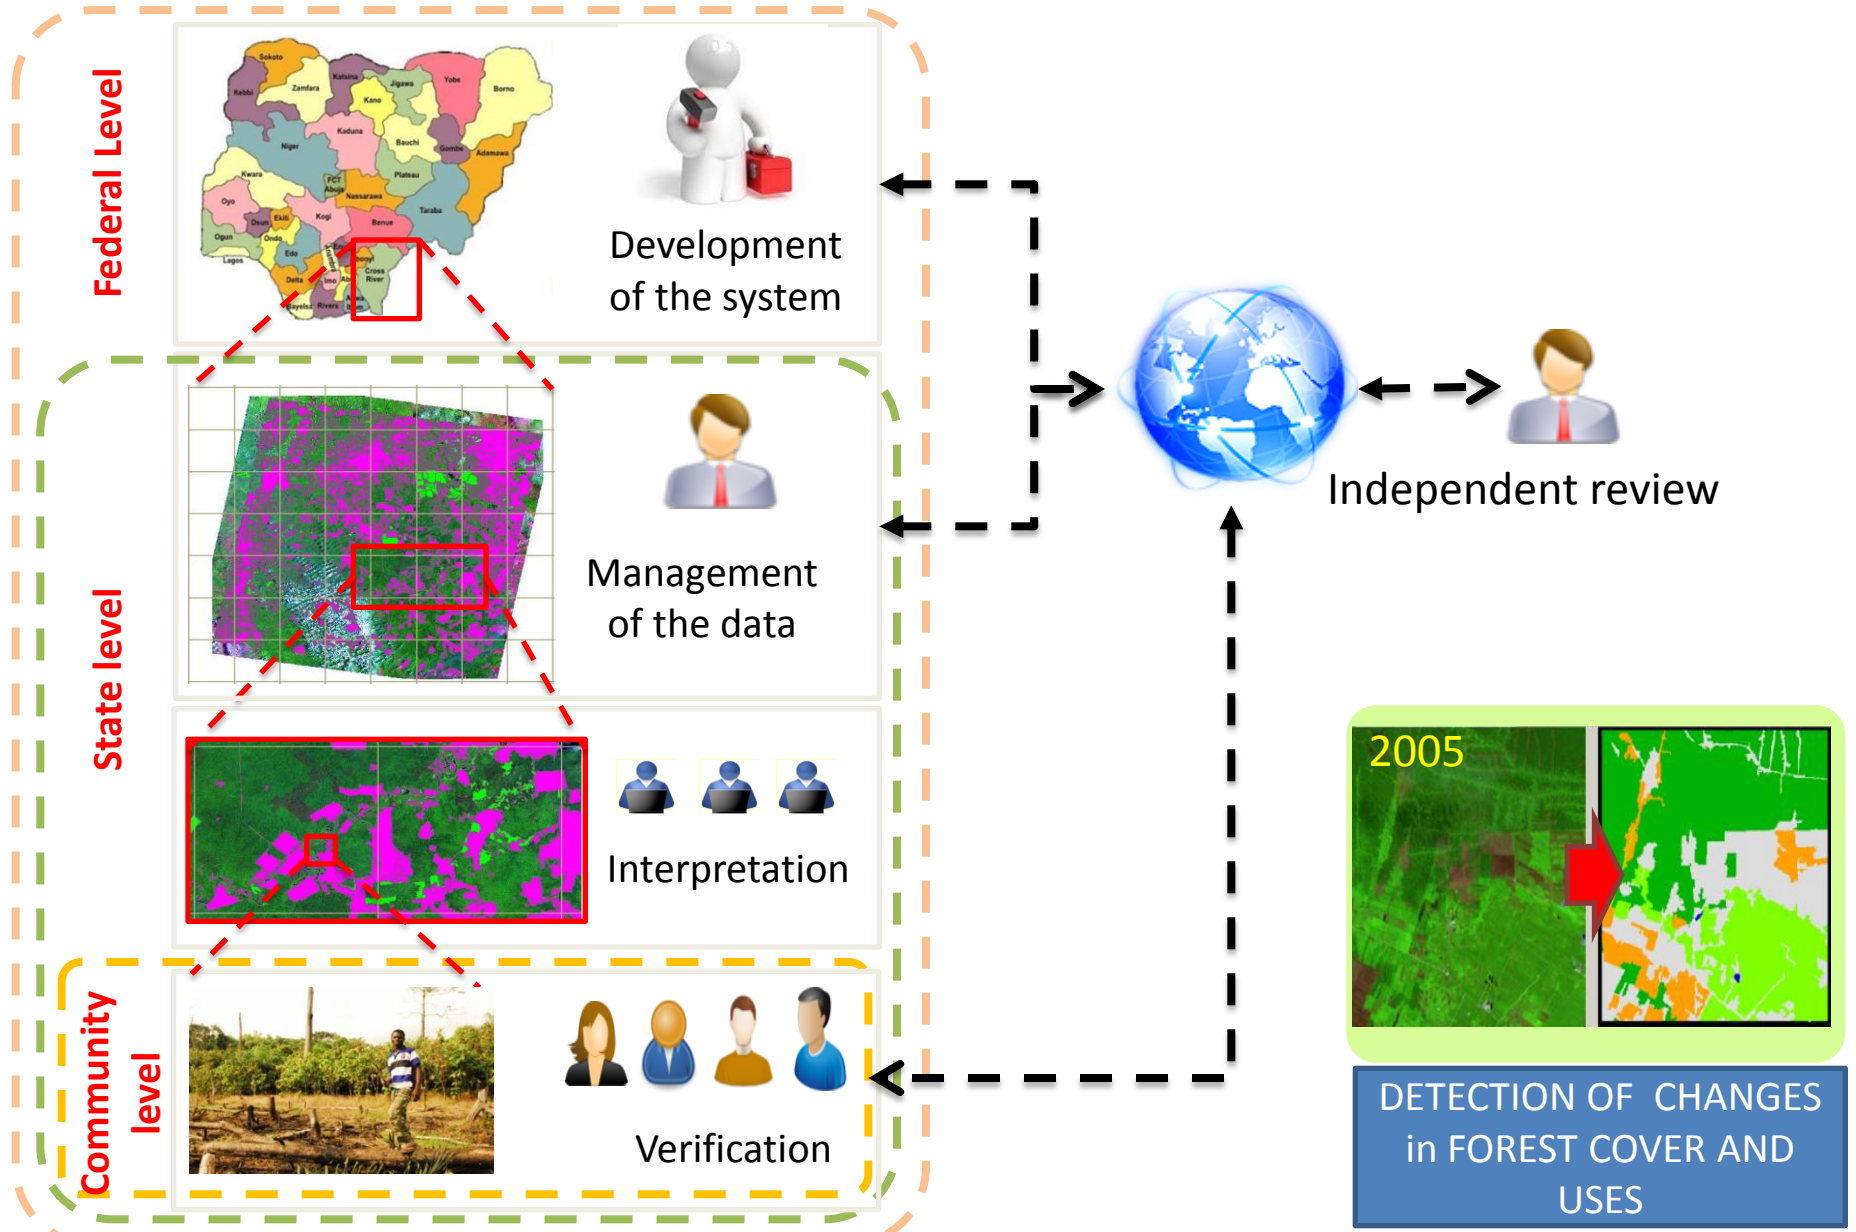 Federal Level
Sokoto
Kebbi
Zamfara
Katsina
Kano
Jigawa
Yobe
Borno
Kaduna
Bauchi
Gombe
Adamawa
Niger
Kwara
FCT
Abuja
Plateau
Nassarawa
Taraba
Oyo
Osun
Ekiti
Kogi
Benue
Ogun
Ondo
Edo
Lagos
Delta
Imo
Cross
River
Rivers
Development
of the system
State level
Management
of the data
Interpretation
Community
level
Verification
Independent review
2005
DETECTION OF CHANGES
in FOREST COVER AND
USES